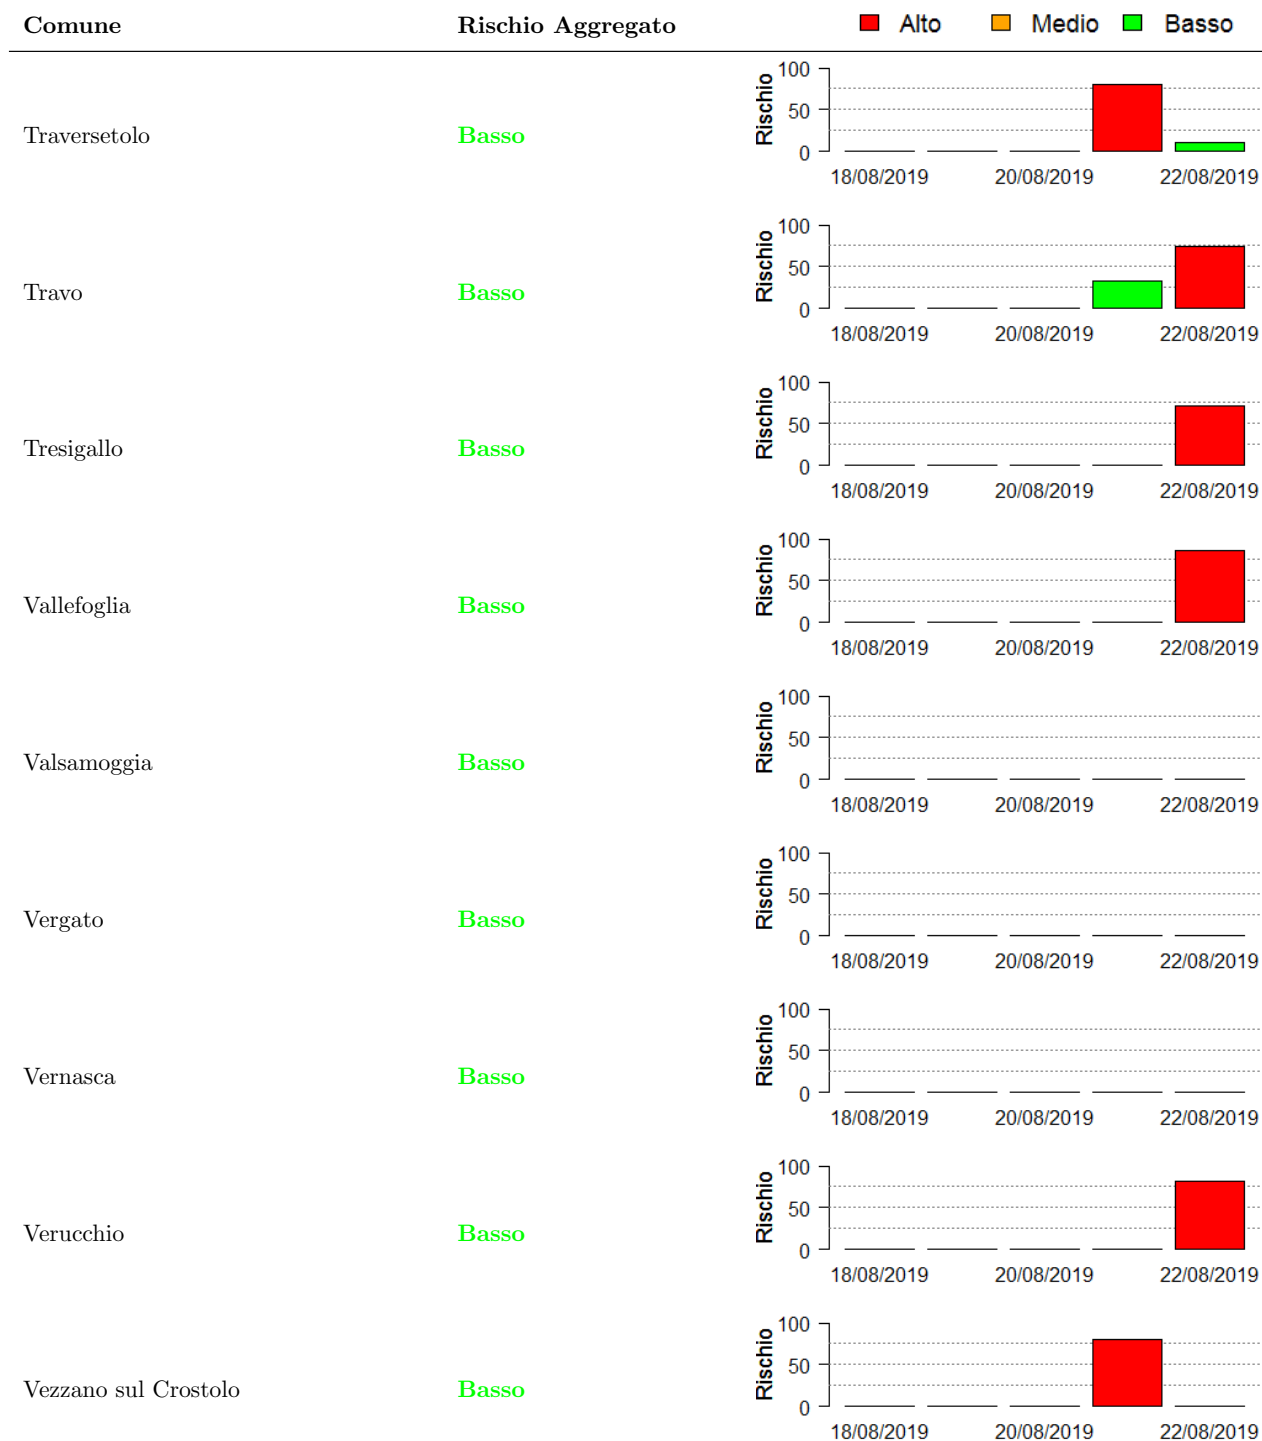 Comune Rischio Aggregato Alto Medio Basso
Traversetolo Basso
Rischio
100
50
0
18/08/2019 20/08/2019 22/08/2019
Travo Basso
Rischio
100
50
0
18/08/2019 20/08/2019 22/08/2019
Tresigallo Basso
Rischio
100
50
0
18/08/2019 20/08/2019 22/08/2019
Vallefoglia Basso
Rischio
100
50
0
18/08/2019 20/08/2019 22/08/2019
Valsamoggia Basso
Rischio
100
50
0
18/08/2019 20/08/2019 22/08/2019
Vergato Basso
Rischio
100
50
0
18/08/2019 20/08/2019 22/08/2019
Vernasca Basso
Rischio
100
50
0
18/08/2019 20/08/2019 22/08/2019
Verucchio Basso
Rischio
100
50
0
18/08/2019 20/08/2019 22/08/2019
Vezzano sul Crostolo Basso
Rischio
100
50
0
18/08/2019 20/08/2019 22/08/2019